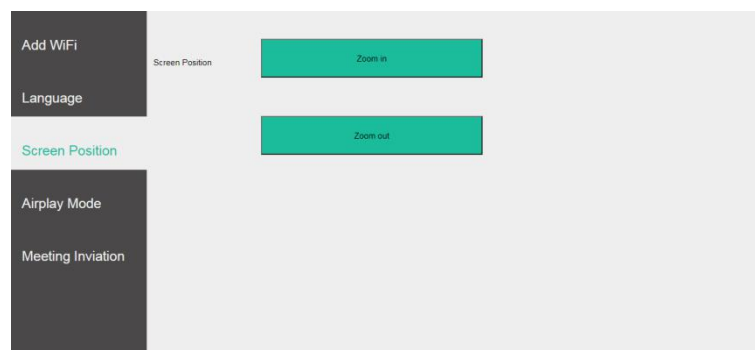 Add WiFi
Language
Screen Position
Airplay Mode
Meeting Inviation
Screen Position
Zoom in
Zoom out